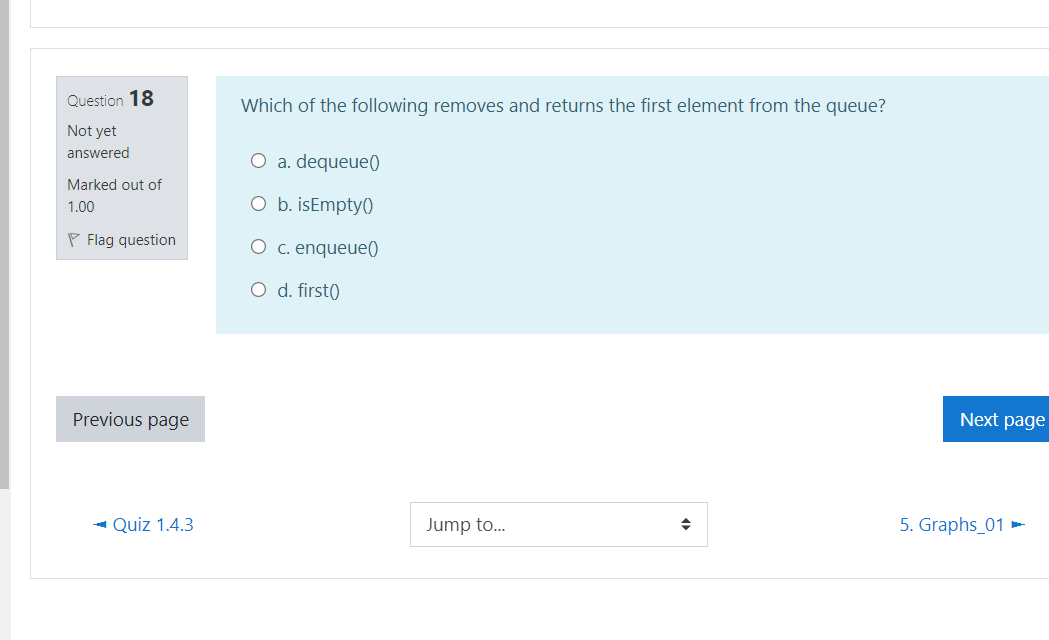 Question 18
Not yet
answered
Marked out of
1.00
Flag question
Which of the following removes and returns the first element from the queue?
a. dequeue()
b. isEmpty()
c. enqueue()
d. first()
Previous page
Next page
◄ Quiz 1.4.3
Jump to...
5. Graphs_01 ►